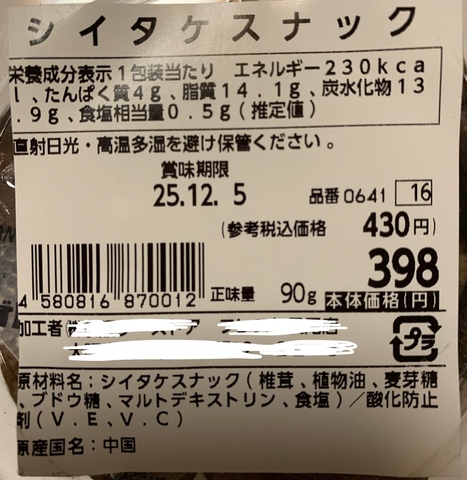 シイタケスナック
栄養成分表示1包装当たり エネルギー230kca
l、たんぱく質4g、脂質14.1g、炭水化物13
.9g、食塩相当量0.5g(推定値)
直射日光・高温多湿を避け保管ください。
賞味期限
25.12. 5
品番0641 16
(参考税込価格 430円)
398
4 580816 870012
正味量 90g 本体価格(円)
加工者
プラ
原材料名:シイタケスナック(椎茸、植物油、麦芽糖
、ブドウ糖、マルトデキストリン、食塩)/酸化防止
剤(V.E、V.C)
原産国名:中国